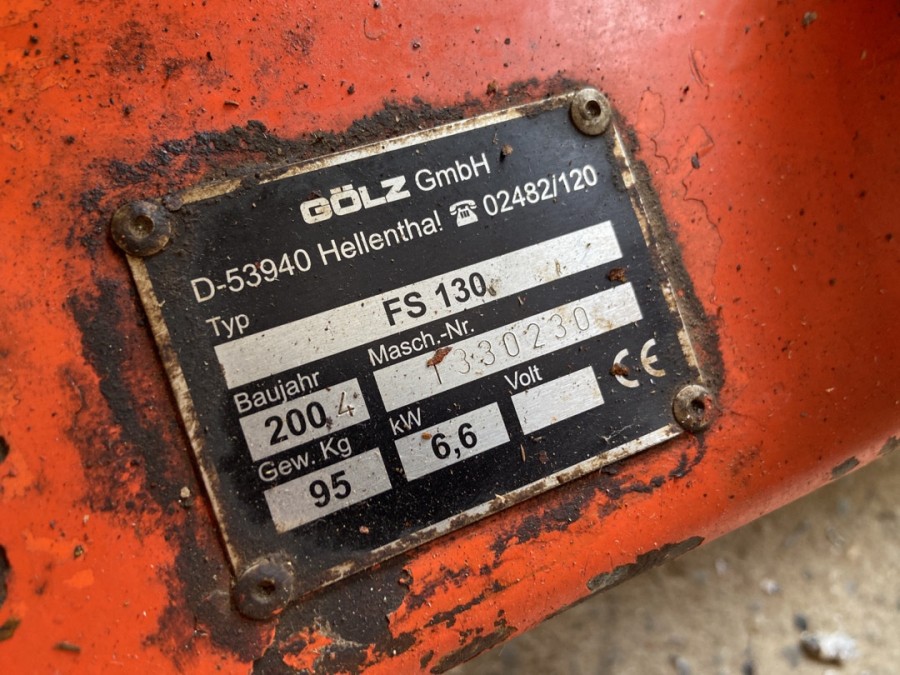 GÖLZ GmbH
D-53940 Hellenthal ☎ 02482/120
Typ
FS 130
Baujahr
2004
Masch.-Nr.
1330230
Gew. Kg
95
kW
6,6
Volt
CE